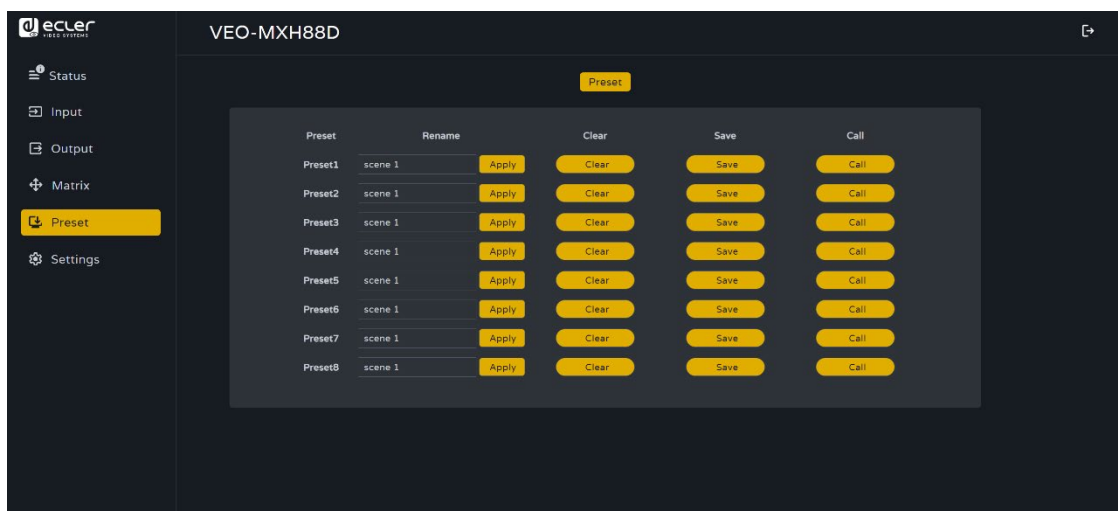 ecler
VIDEO SYSTEMS
VEO-MXH88D
Status
Input
Output
Matrix
Preset
Settings
Preset
Preset Rename Clear Save Call
Preset1 scene 1 Apply Clear Save Call
Preset2 scene 1 Apply Clear Save Call
Preset3 scene 1 Apply Clear Save Call
Preset4 scene 1 Apply Clear Save Call
Preset5 scene 1 Apply Clear Save Call
Preset6 scene 1 Apply Clear Save Call
Preset7 scene 1 Apply Clear Save Call
Preset8 scene 1 Apply Clear Save Call